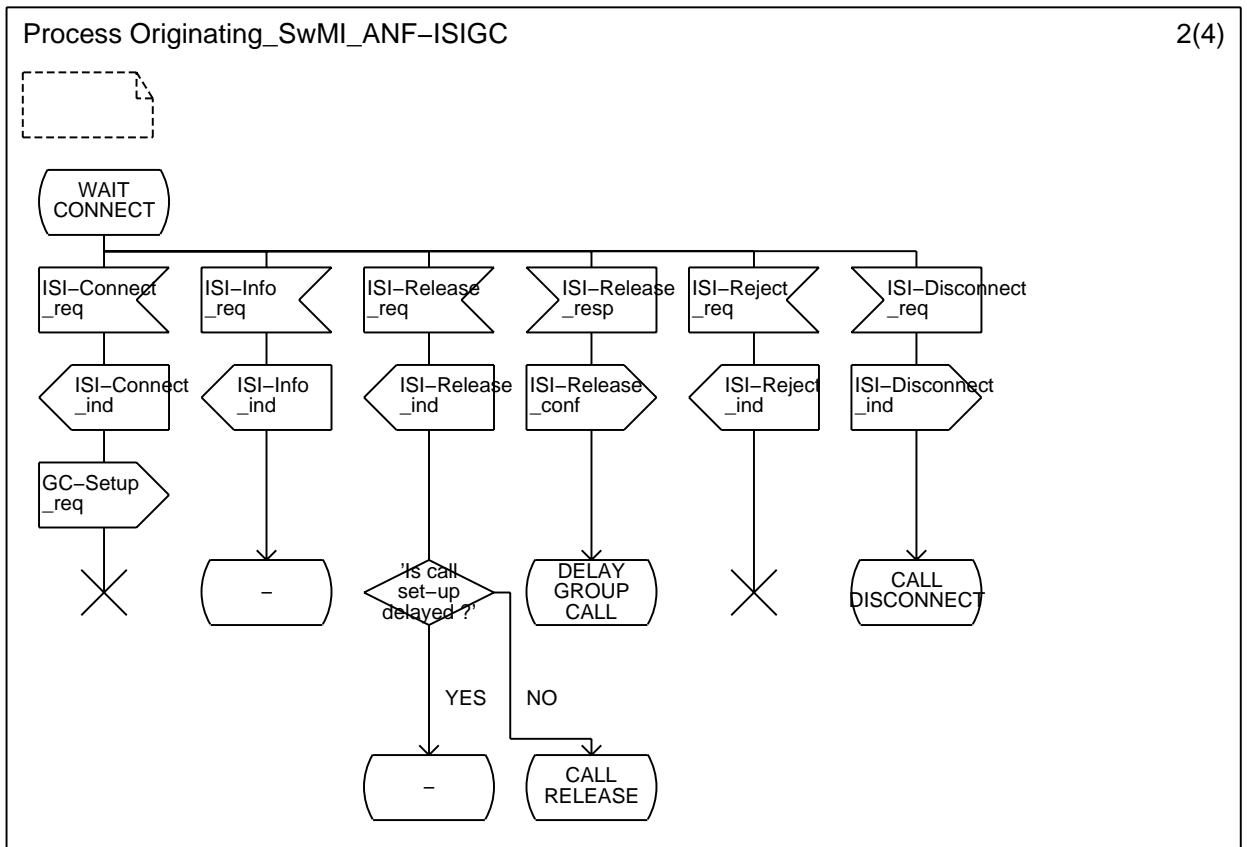 Process Originating_SwMI_ANF−ISIGC
2(4)
WAIT
CONNECT
ISI−Connect
_req
ISI−Info
_req
ISI−Release
_req
ISI−Release
_resp
ISI−Reject
_req
ISI−Disconnect
_req
ISI−Connect
_ind
ISI−Info
_ind
ISI−Release
_ind
ISI−Release
_conf
ISI−Reject
_ind
ISI−Disconnect
_ind
GC−Setup
_req
−
'Is call
set−up
delayed ?'
DELAY
GROUP
CALL
CALL
DISCONNECT
YES
NO
−
CALL
RELEASE